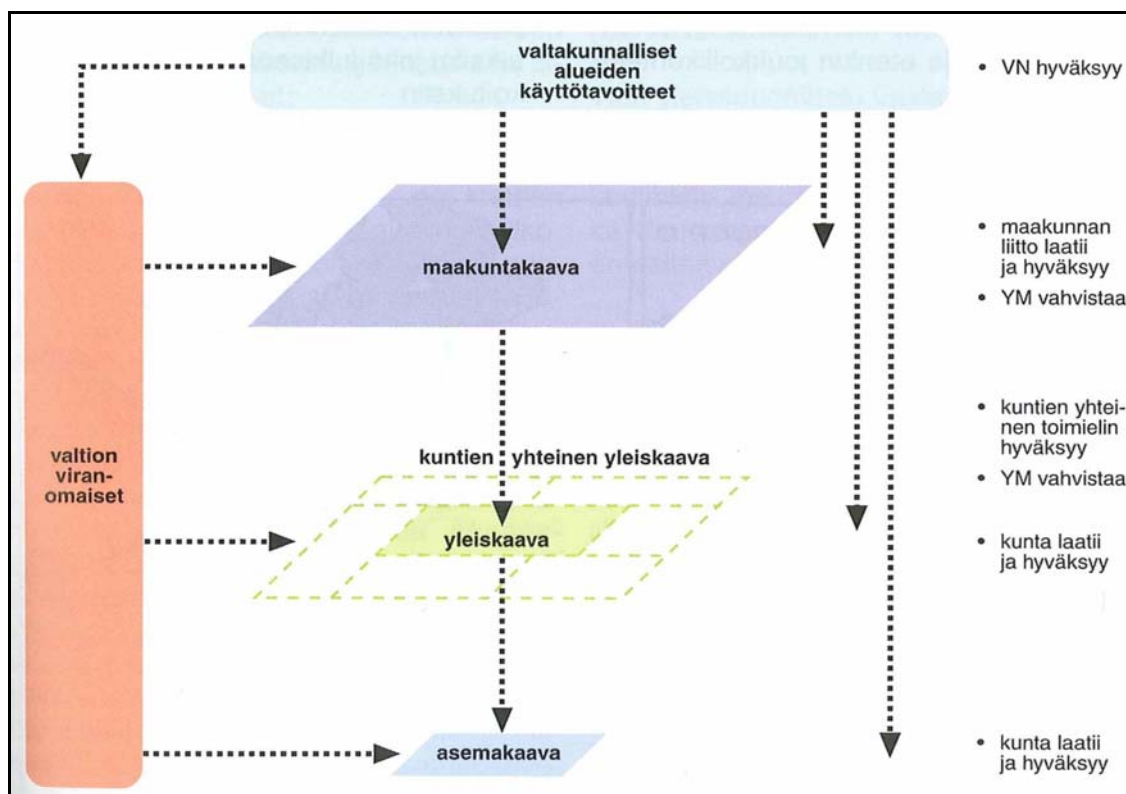 valtakunnalliset
alueiden
käyttötavoitteet
• VN hyväksyy
maakuntakaava
• maakunnan
liitto laatii
ja hyväksyy
• YM vahvistaa
valtion
viran-
omaiset
kuntien yhteinen yleiskaava
• kuntien yhtei-
nen toimielin
hyväksyy
• YM vahvistaa
yleiskaava
• kunta laatii
ja hyväksyy
asemakaava
• kunta laatii
ja hyväksyy